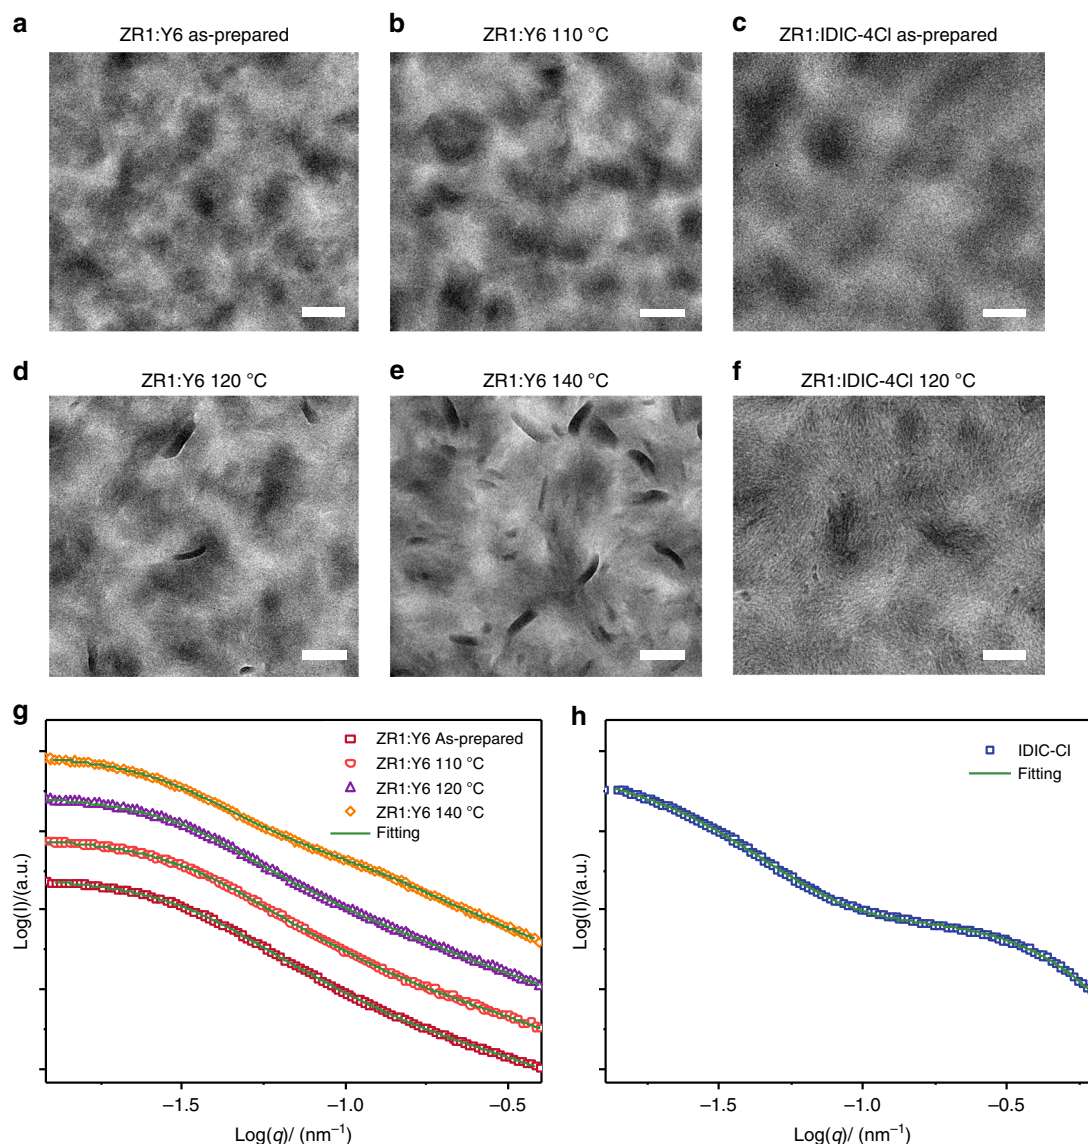 a
ZR1:Y6 as-prepared
b
ZR1:Y6 110 °C
c
ZR1:IDIC-4Cl as-prepared
d
ZR1:Y6 120 °C
e
ZR1:Y6 140 °C
f
ZR1:IDIC-4Cl 120 °C
g
ZR1:Y6 As-prepared
ZR1:Y6 110 °C
ZR1:Y6 120 °C
ZR1:Y6 140 °C
Fitting
Log(I)/(a.u.)
–1.5
–1.0
–0.5
Log(q)/ (nm⁻¹)
h
IDIC-Cl
Fitting
Log(I)/(a.u.)
–1.5
–1.0
–0.5
Log(q)/ (nm⁻¹)